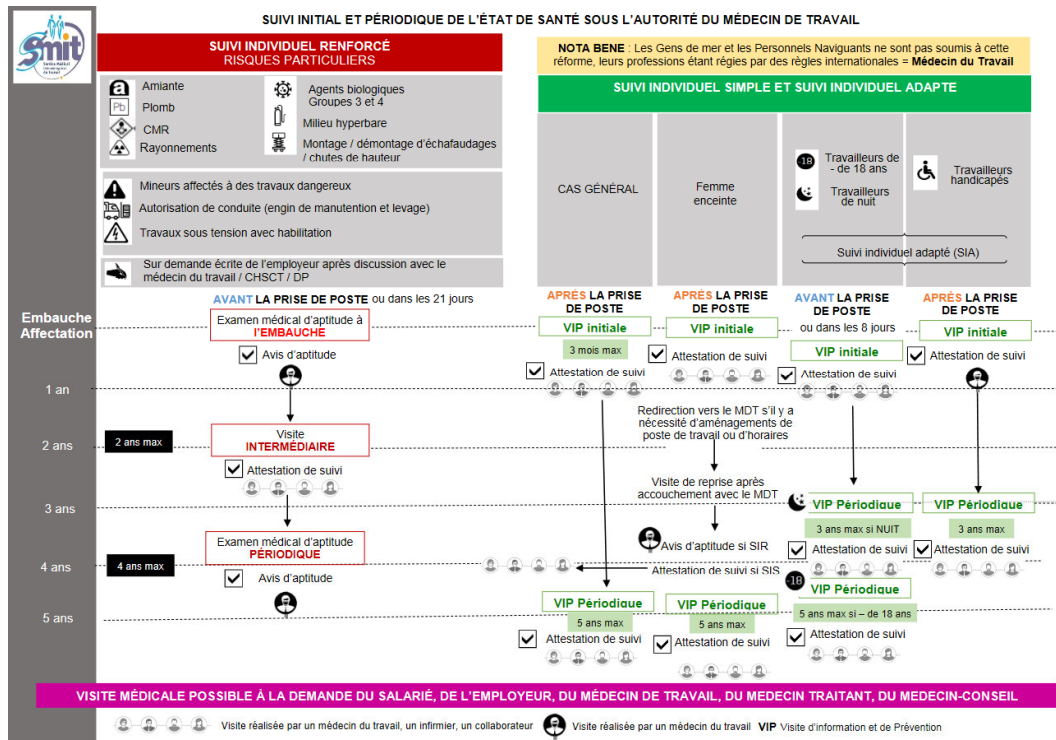 SUIVI INITIAL ET PÉRIODIQUE DE L'ÉTAT DE SANTÉ SOUS L'AUTORITÉ DU MÉDECIN DE TRAVAIL
Smit
SUIVI INDIVIDUEL RENFORCÉ
RISQUES PARTICULIERS
Amiante
Pb
Plomb
CMR
Rayonnements
Agents biologiques
Groupes 3 et 4
Milieu hyperbare
Montage / démontage d'échafaudages
/ chutes de hauteur
Mineurs affectés à des travaux dangereux
Autorisation de conduite (engin de manutention et levage)
Travaux sous tension avec habilitation
Sur demande écrite de l'employeur après discussion avec le
médecin du travail / CHSCT / DP
NOTA BENE : Les Gens de mer et les Personnels Naviguants ne sont pas soumis à cette
réforme, leurs professions étant régies par des règles internationales = Médecin du Travail
SUIVI INDIVIDUEL SIMPLE ET SUIVI INDIVIDUEL ADAPTE
CAS GÉNÉRAL
Femme
enceinte
-18
Travailleurs de
- de 18 ans
Travailleurs
de nuit
Travailleurs
handicapés
Suivi individuel adapté (SIA)
Embauche
Affectation
1 an
2 ans
3 ans
4 ans
5 ans
AVANT LA PRISE DE POSTE ou dans les 21 jours
Examen médical d'aptitude à
l'EMBAUCHE
Avis d'aptitude
2 ans max
Visite
INTERMÉDIAIRE
Attestation de suivi
4 ans max
Examen médical d'aptitude
PÉRIODIQUE
Avis d'aptitude
APRÉS LA PRISE
DE POSTE
VIP initiale
3 mois max
Attestation de suivi
VIP Périodique
5 ans max
Attestation de suivi
APRÉS LA PRISE
DE POSTE
VIP initiale
Attestation de suivi
Redirection vers le MDT s'il y a
nécessité d'aménagements de
poste de travail ou d'horaires
Visite de reprise après
accouchement avec le MDT
Avis d'aptitude si SIR
Attestation de suivi si SIS
VIP Périodique
5 ans max
Attestation de suivi
AVANT LA PRISE
DE POSTE
ou dans les 8 jours
VIP initiale
Attestation de suivi
VIP Périodique
3 ans max si NUIT
Attestation de suivi
-18
VIP Périodique
5 ans max si – de 18 ans
Attestation de suivi
APRÉS LA PRISE
DE POSTE
VIP initiale
Attestation de suivi
VIP Périodique
3 ans max
Attestation de suivi
VISITE MÉDICALE POSSIBLE À LA DEMANDE DU SALARIÉ, DE L'EMPLOYEUR, DU MÉDECIN DE TRAVAIL, DU MEDECIN TRAITANT, DU MEDECIN-CONSEIL
Visite réalisée par un médecin du travail, un infirmier, un collaborateur
Visite réalisée par un médecin du travail
VIP Visite d'information et de Prévention